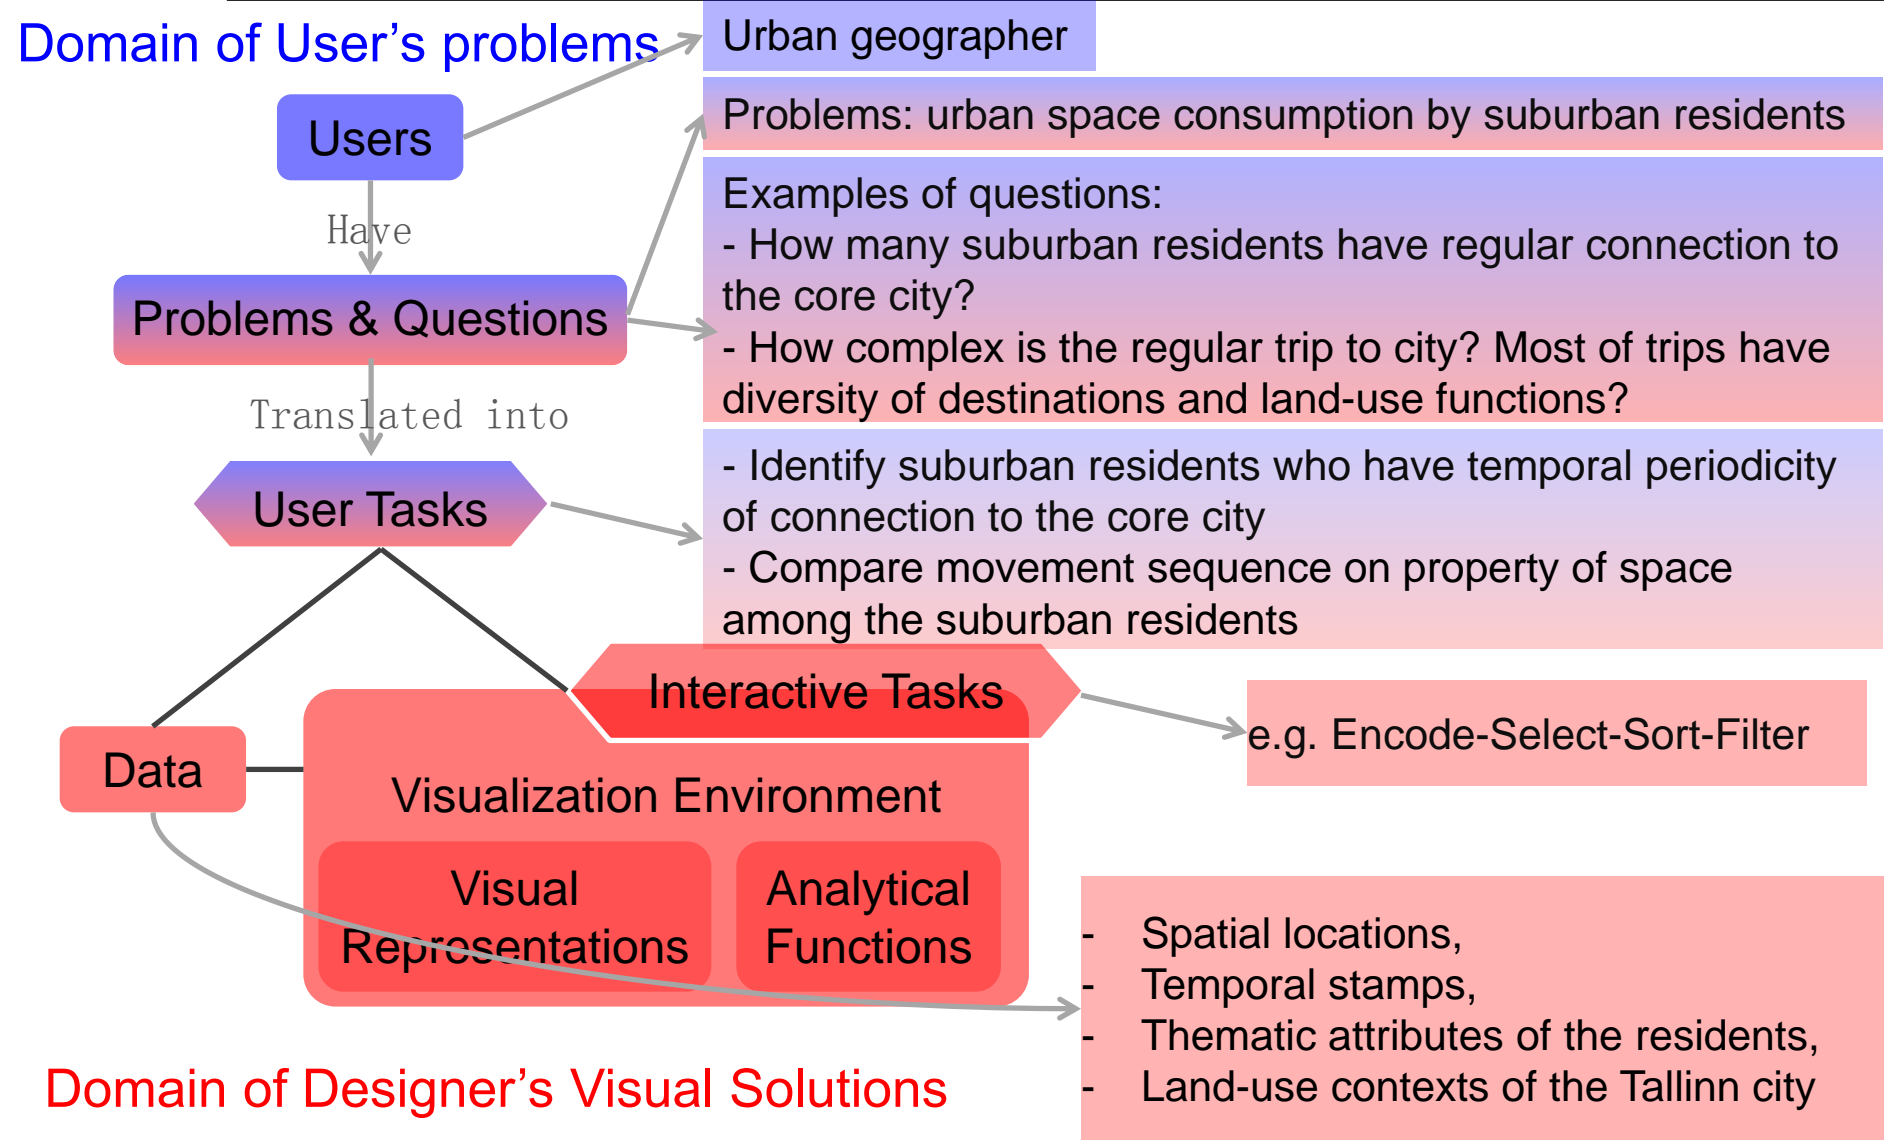 Domain of User's problems
Users
Have
Problems & Questions
Translated into
User Tasks
Urban geographer
Problems: urban space consumption by suburban residents
Examples of questions:
- How many suburban residents have regular connection to
the core city?
- How complex is the regular trip to city? Most of trips have
diversity of destinations and land-use functions?
- Identify suburban residents who have temporal periodicity
of connection to the core city
- Compare movement sequence on property of space
among the suburban residents
Interactive Tasks
e.g. Encode-Select-Sort-Filter
Data
Visualization Environment
Visual
Representations
Analytical
Functions
- Spatial locations,
- Temporal stamps,
- Thematic attributes of the residents,
- Land-use contexts of the Tallinn city
Domain of Designer's Visual Solutions